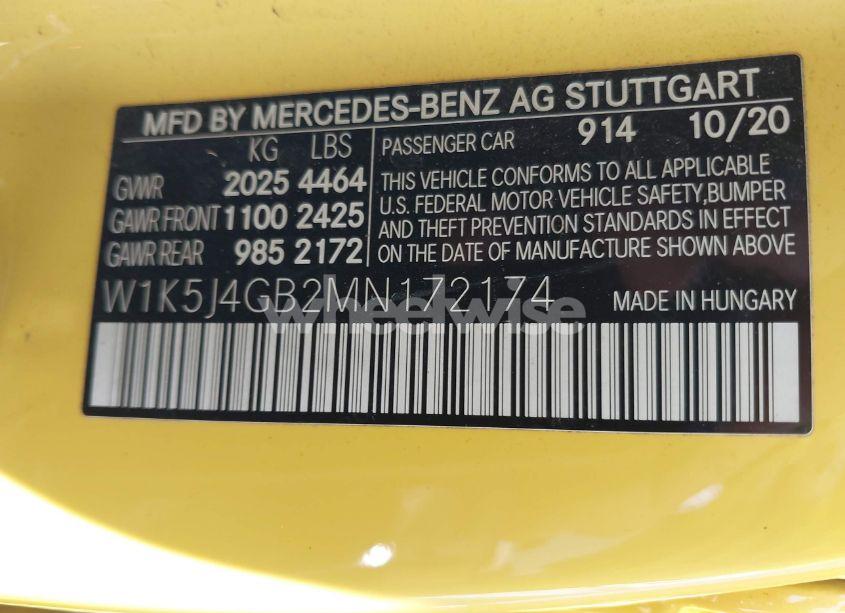 MFD BY MERCEDES-BENZ AG STUTTGART
KG LBS
GVWR 2025 4464
GAWR FRONT 1100 2425
GAWR REAR 985 2172
PASSENGER CAR 914 10/20
THIS VEHICLE CONFORMS TO ALL APPLICABLE
U.S. FEDERAL MOTOR VEHICLE SAFETY, BUMPER
AND THEFT PREVENTION STANDARDS IN EFFECT
ON THE DATE OF MANUFACTURE SHOWN ABOVE
W1K5J4GB2MN172174
MADE IN HUNGARY
wheelwise